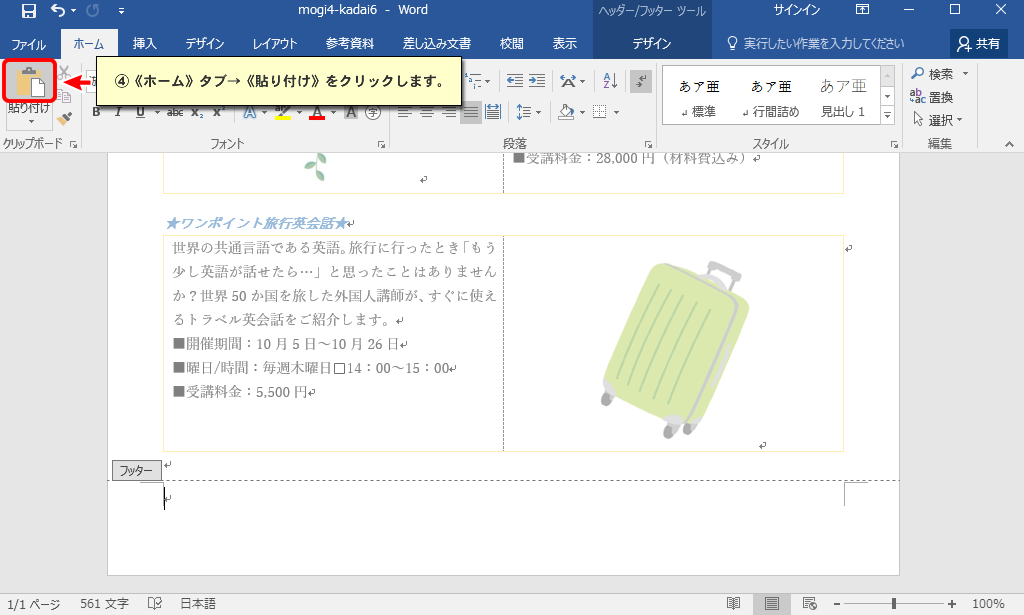 mogi4-kadai6 - Word
ヘッダー/フッター ツール
サインイン
ファイル ホーム 挿入 デザイン レイアウト 参考資料 差し込み文書 校閲 表示 デザイン 実行したい作業を入力してください 共有
④《ホーム》タブ→《貼り付け》をクリックします。
貼り付け
B I U abc x₂ x²
あア亜 あア亜 あア亜
標準 行間詰め 見出し 1
検索
置換
選択
クリップボード フォント 段落 スタイル 編集
■受講料金:28,000 円(材料費込み)
★ワンポイント旅行英会話★
世界の共通言語である英語。旅行に行ったとき「もう
少し英語が話せたら…」と思ったことはありません
か?世界 50 か国を旅した外国人講師が、すぐに使え
るトラベル英会話をご紹介します。
■開催期間:10 月 5 日～10 月 26 日
■曜日/時間:毎週木曜日□14:00～15:00
■受講料金:5,500 円
フッター
1/1 ページ 561 文字 日本語 100%